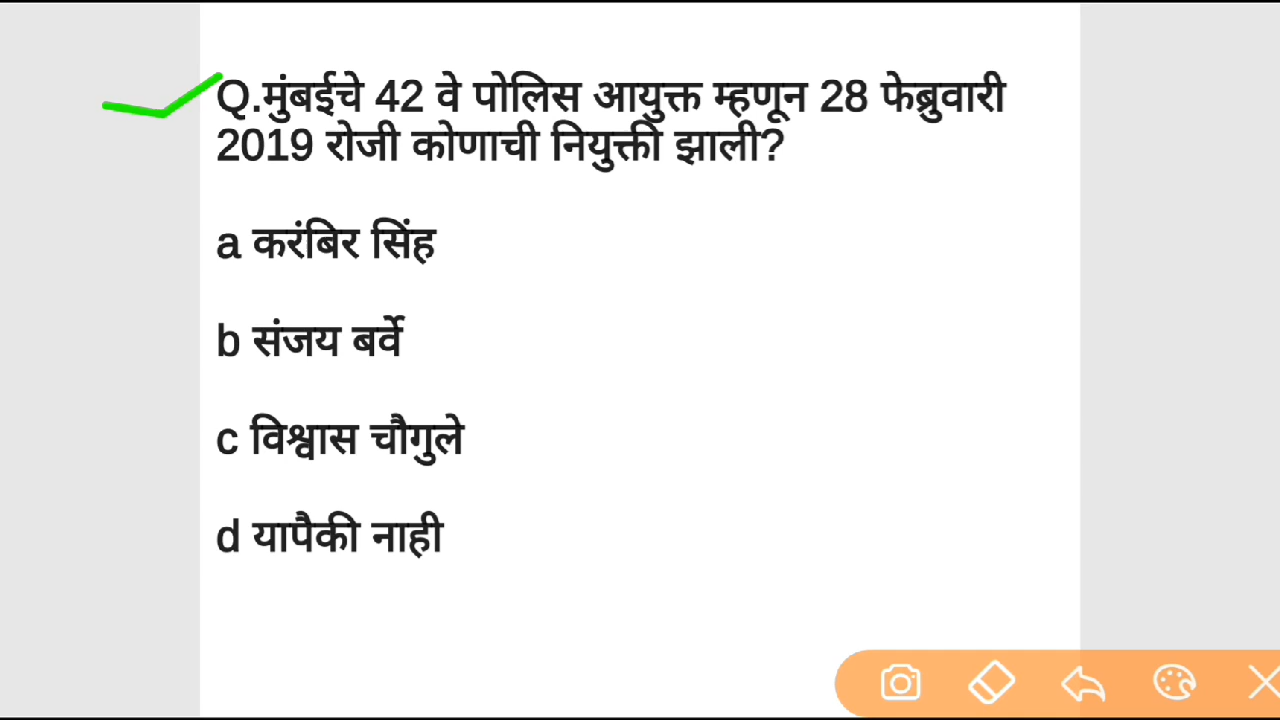 Q.मुंबईचे 42 वे पोलिस आयुक्त म्हणून 28 फेब्रुवारी
2019 रोजी कोणाची नियुक्ती झाली?
a करंबिर सिंह
b संजय बर्वे
c विश्वास चौगुले
d यापैकी नाही